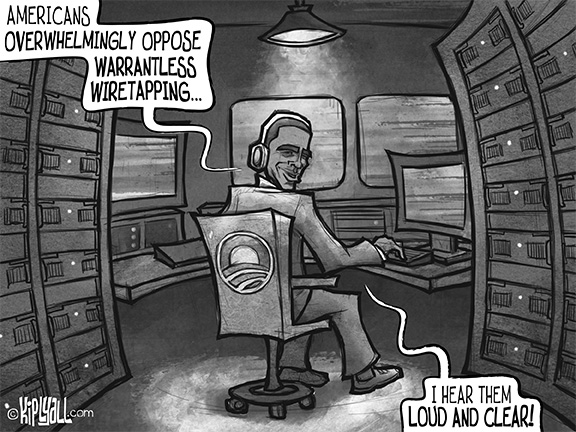 AMERICANS
OVERWHELMINGLY OPPOSE
WARRANTLESS
WIRETAPPING...
I HEAR THEM
LOUD AND CLEAR!
©KIPLYALL.com